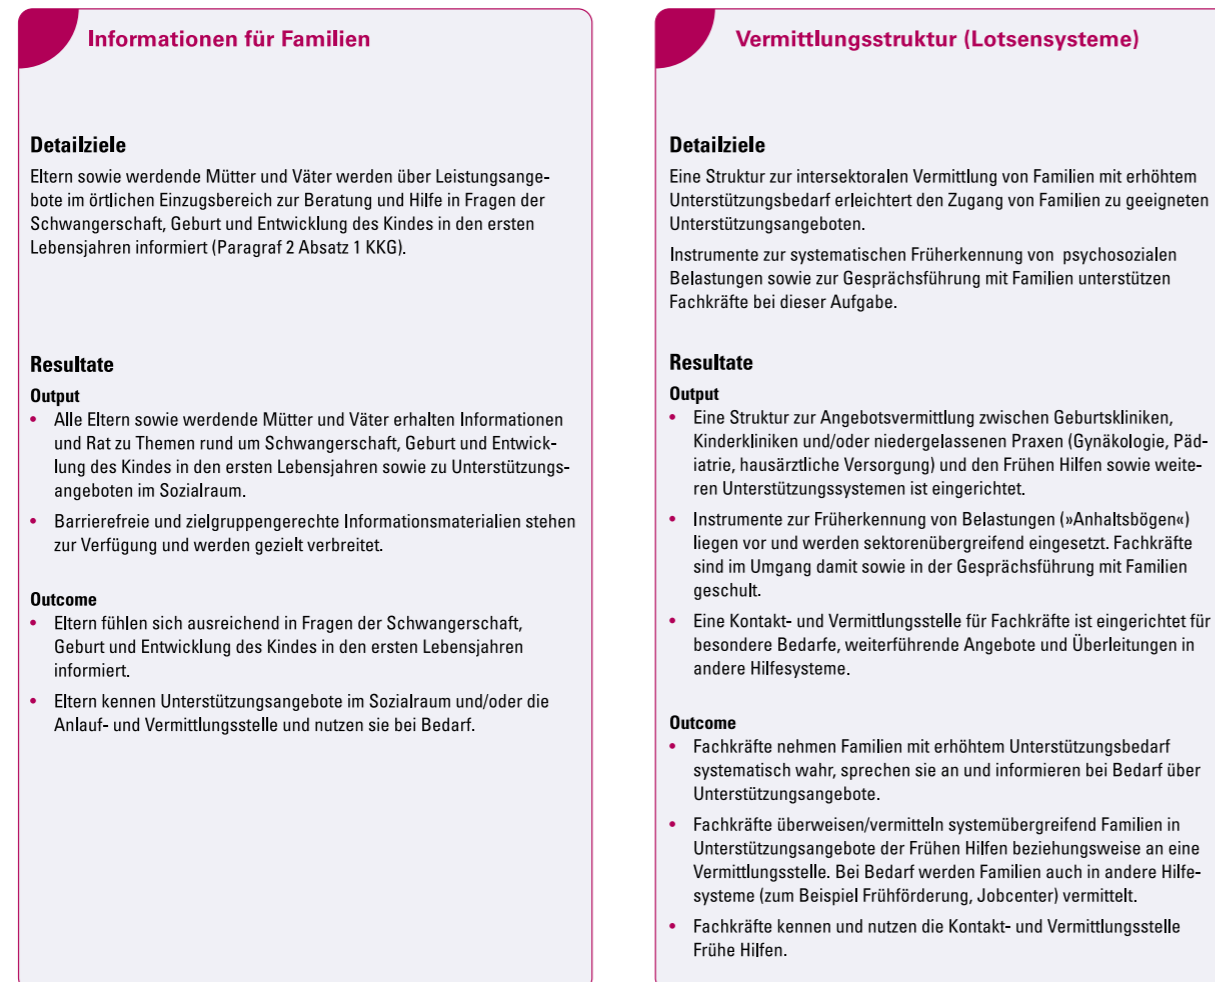 Informationen für Familien
Detailziele
Eltern sowie werdende Mütter und Väter werden über Leistungsange-
bote im örtlichen Einzugsbereich zur Beratung und Hilfe in Fragen der
Schwangerschaft, Geburt und Entwicklung des Kindes in den ersten
Lebensjahren informiert (Paragraf 2 Absatz 1 KKG).
Resultate
Output
• Alle Eltern sowie werdende Mütter und Väter erhalten Informationen
und Rat zu Themen rund um Schwangerschaft, Geburt und Entwick-
lung des Kindes in den ersten Lebensjahren sowie zu Unterstützungs-
angeboten im Sozialraum.
• Barrierefreie und zielgruppengerechte Informationsmaterialien stehen
zur Verfügung und werden gezielt verbreitet.
Outcome
• Eltern fühlen sich ausreichend in Fragen der Schwangerschaft,
Geburt und Entwicklung des Kindes in den ersten Lebensjahren
informiert.
• Eltern kennen Unterstützungsangebote im Sozialraum und/oder die
Anlauf- und Vermittlungsstelle und nutzen sie bei Bedarf.
Vermittlungsstruktur (Lotsensysteme)
Detailziele
Eine Struktur zur intersektoralen Vermittlung von Familien mit erhöhtem
Unterstützungsbedarf erleichtert den Zugang von Familien zu geeigneten
Unterstützungsangeboten.
Instrumente zur systematischen Früherkennung von psychosozialen
Belastungen sowie zur Gesprächsführung mit Familien unterstützen
Fachkräfte bei dieser Aufgabe.
Resultate
Output
• Eine Struktur zur Angebotsvermittlung zwischen Geburtskliniken,
Kinderkliniken und/oder niedergelassenen Praxen (Gynäkologie, Päd-
iatrie, hausärztliche Versorgung) und den Frühen Hilfen sowie weite-
ren Unterstützungssystemen ist eingerichtet.
• Instrumente zur Früherkennung von Belastungen (»Anhaltsbögen«)
liegen vor und werden sektorenübergreifend eingesetzt. Fachkräfte
sind im Umgang damit sowie in der Gesprächsführung mit Familien
geschult.
• Eine Kontakt- und Vermittlungsstelle für Fachkräfte ist eingerichtet für
besondere Bedarfe, weiterführende Angebote und Überleitungen in
andere Hilfesysteme.
Outcome
• Fachkräfte nehmen Familien mit erhöhtem Unterstützungsbedarf
systematisch wahr, sprechen sie an und informieren bei Bedarf über
Unterstützungsangebote.
• Fachkräfte überweisen/vermitteln systemübergreifend Familien in
Unterstützungsangebote der Frühen Hilfen beziehungsweise an eine
Vermittlungsstelle. Bei Bedarf werden Familien auch in andere Hilfe-
systeme (zum Beispiel Frühförderung, Jobcenter) vermittelt.
• Fachkräfte kennen und nutzen die Kontakt- und Vermittlungsstelle
Frühe Hilfen.